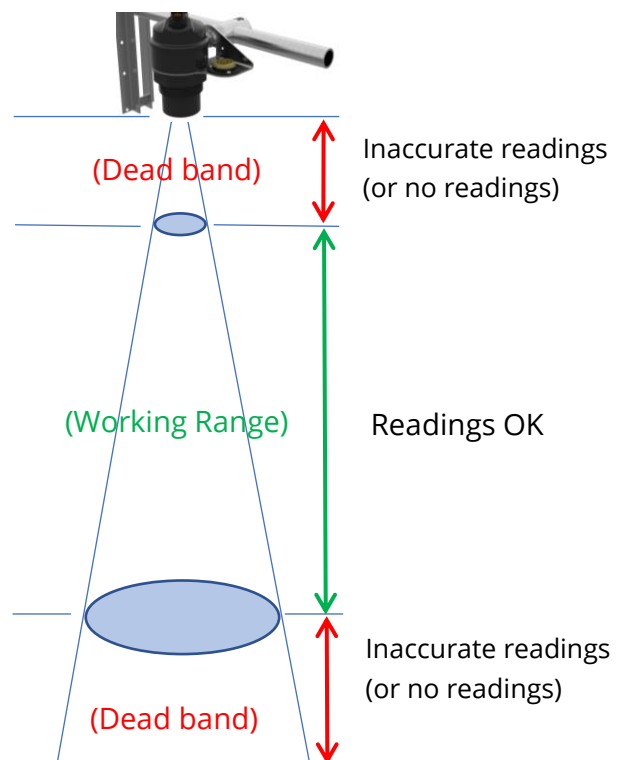 (Dead band)
Inaccurate readings
(or no readings)
(Working Range)
Readings OK
Inaccurate readings
(or no readings)
(Dead band)